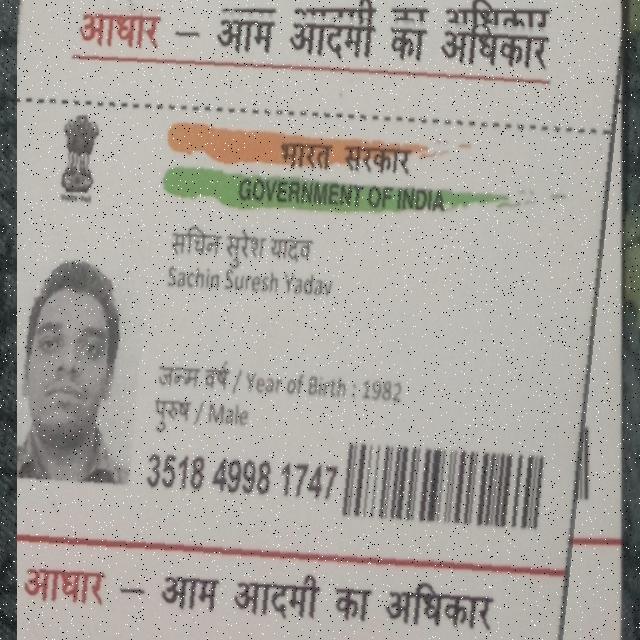 आधार – आम आदमी का अधिकार
भारत सरकार
GOVERNMENT OF INDIA
सचिन सुरेश यादव
Sachin Suresh Yadav
जन्म वर्ष / Year of Birth : 1982
पुरुष / Male
3518 4998 1747
आधार – आम आदमी का अधिकार